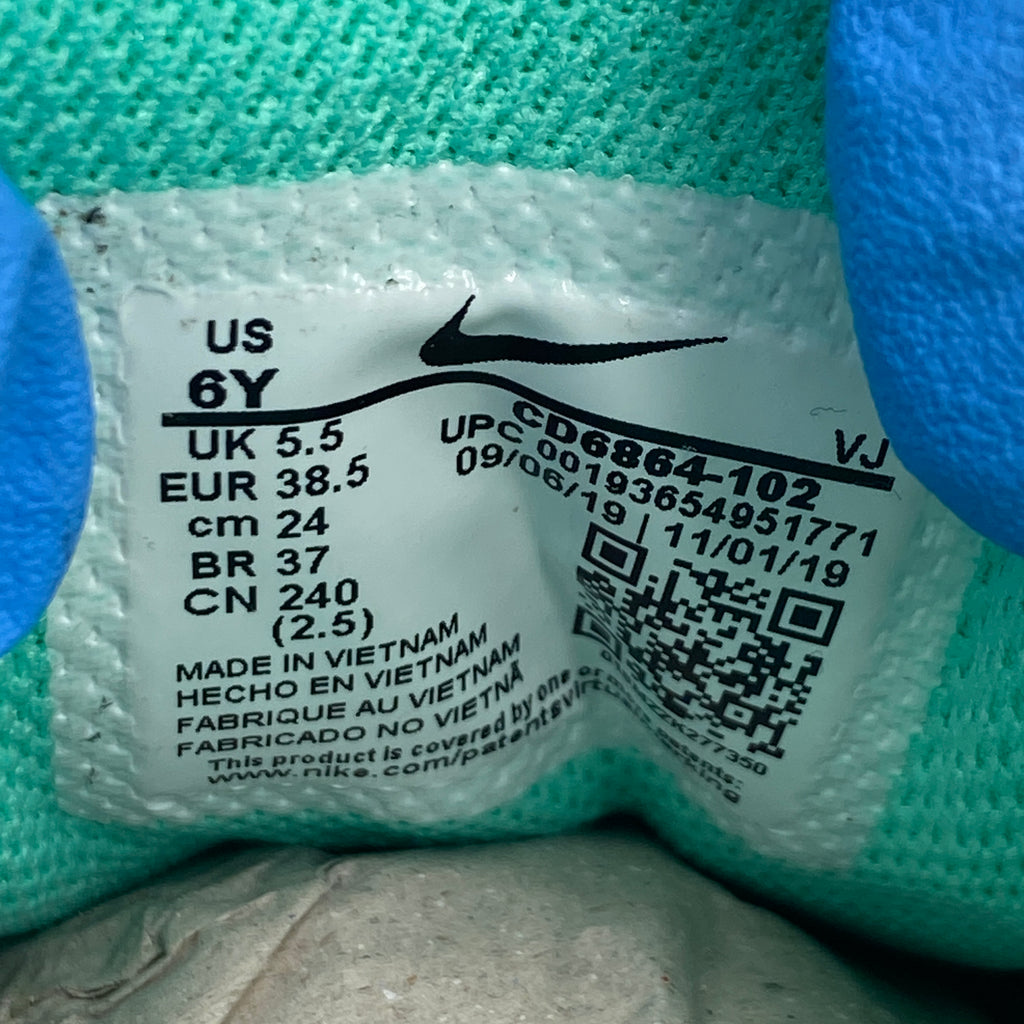 US
6Y
UK 5.5
EUR 38.5
cm 24
BR 37
CN 240
(2.5)
VJ
CD6864-102
UPC 00193654951771
09/06/19 | 11/01/19
MADE IN VIETNAM
HECHO EN VIETNAM
FABRIQUE AU VIETNAM
FABRICADO NO VIETNÃ
This product is covered by one or
www.nike.com/patents